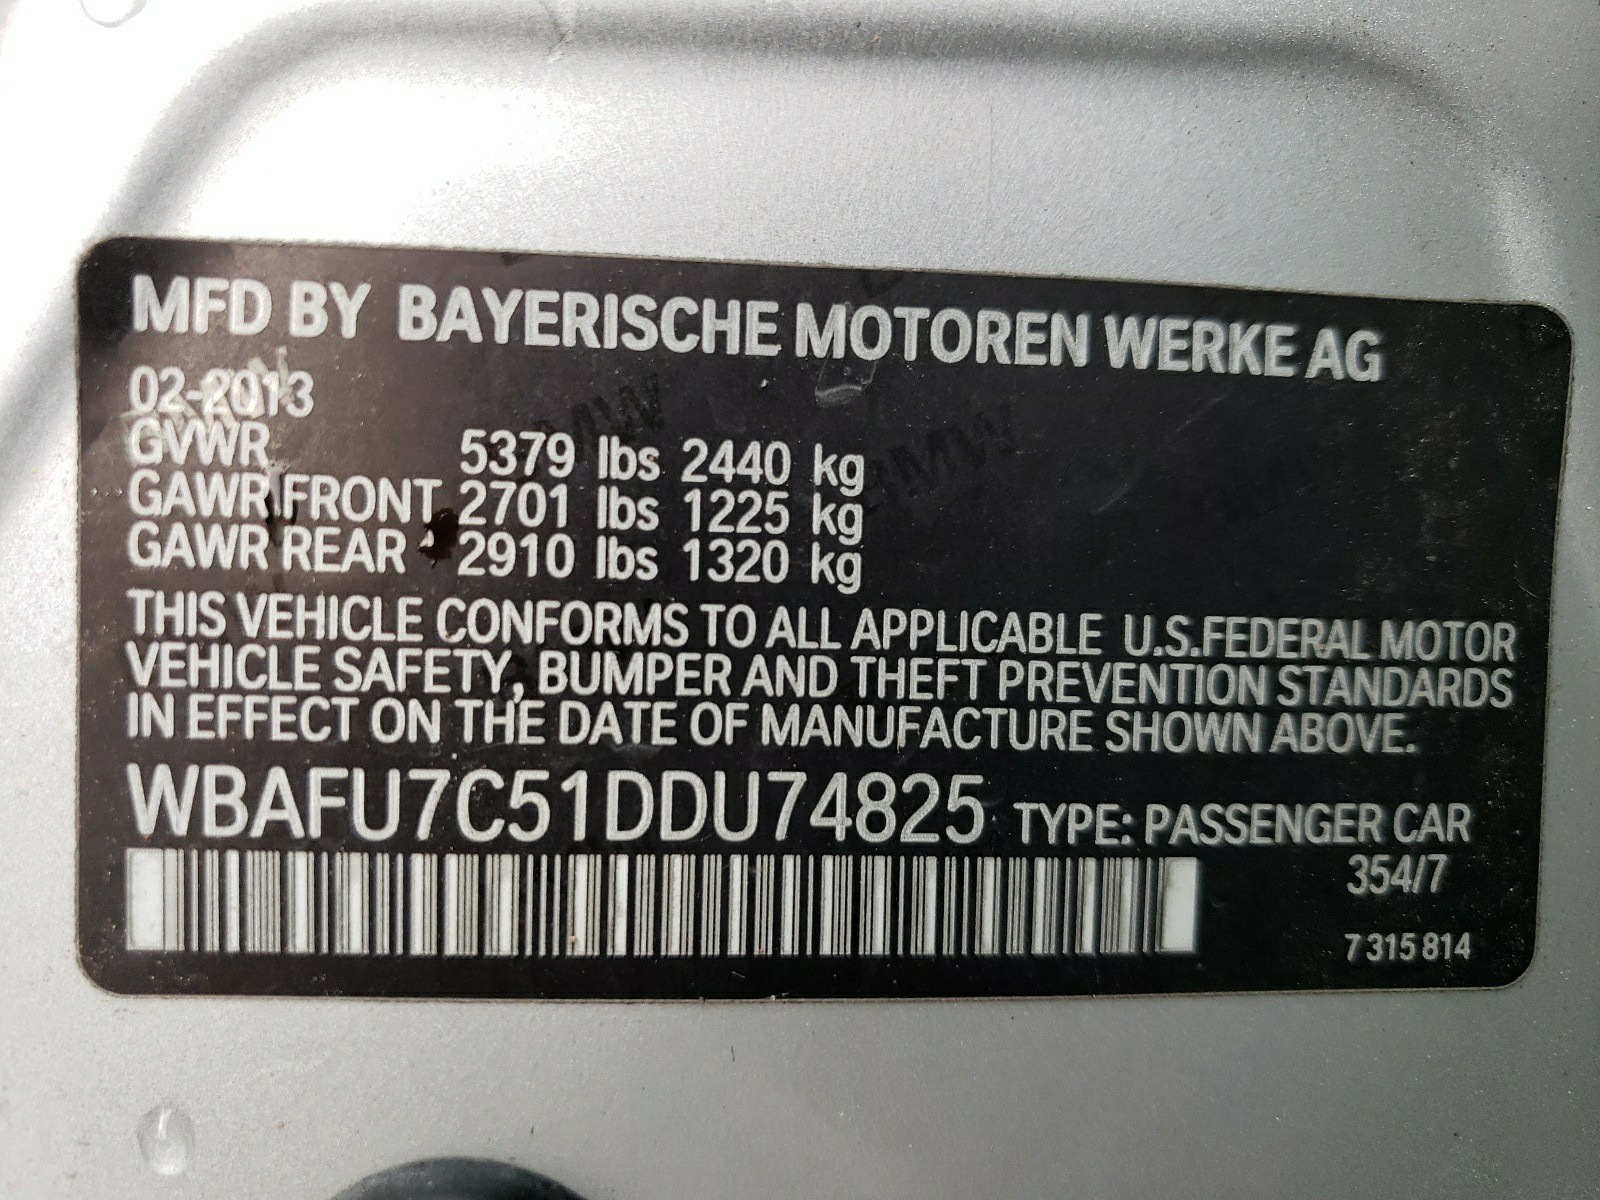 MFD BY BAYERISCHE MOTOREN WERKE AG
02-2013
GVWR 5379 lbs 2440 kg
GAWR FRONT 2701 lbs 1225 kg
GAWR REAR 2910 lbs 1320 kg
THIS VEHICLE CONFORMS TO ALL APPLICABLE U.S.FEDERAL MOTOR
VEHICLE SAFETY, BUMPER AND THEFT PREVENTION STANDARDS
IN EFFECT ON THE DATE OF MANUFACTURE SHOWN ABOVE.
WBAFU7C51DDU74825 TYPE: PASSENGER CAR
354/7
7 315 814
BMW
BMW